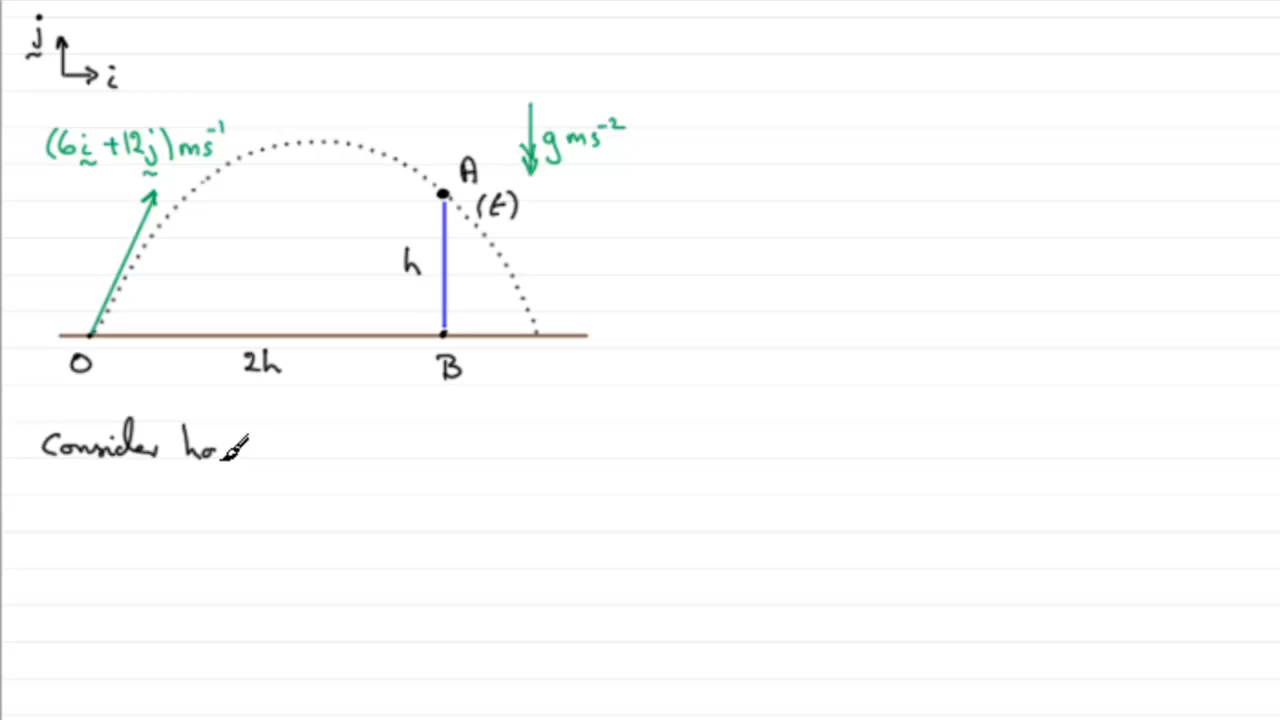 j
i
(6i + 12j) ms⁻¹
g ms⁻²
A
(t)
h
O
2h
B
Consider ho